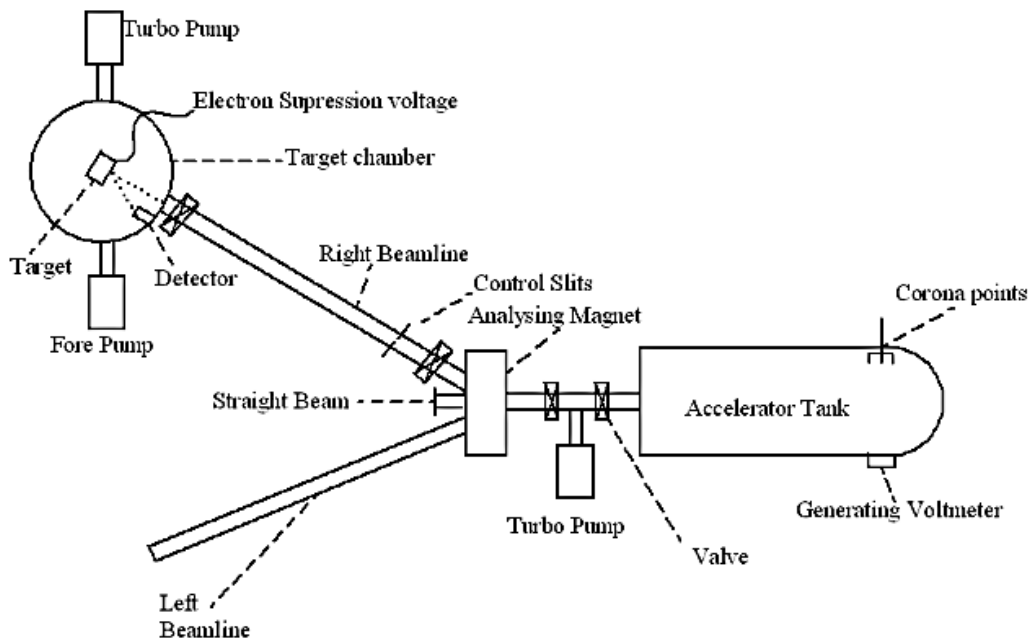 Turbo Pump
Electron Supression voltage
Target chamber
Target
Detector
Fore Pump
Right Beamline
Control Slits
Analysing Magnet
Corona points
Straight Beam
Accelerator Tank
Generating Voltmeter
Turbo Pump
Valve
Left
Beamline